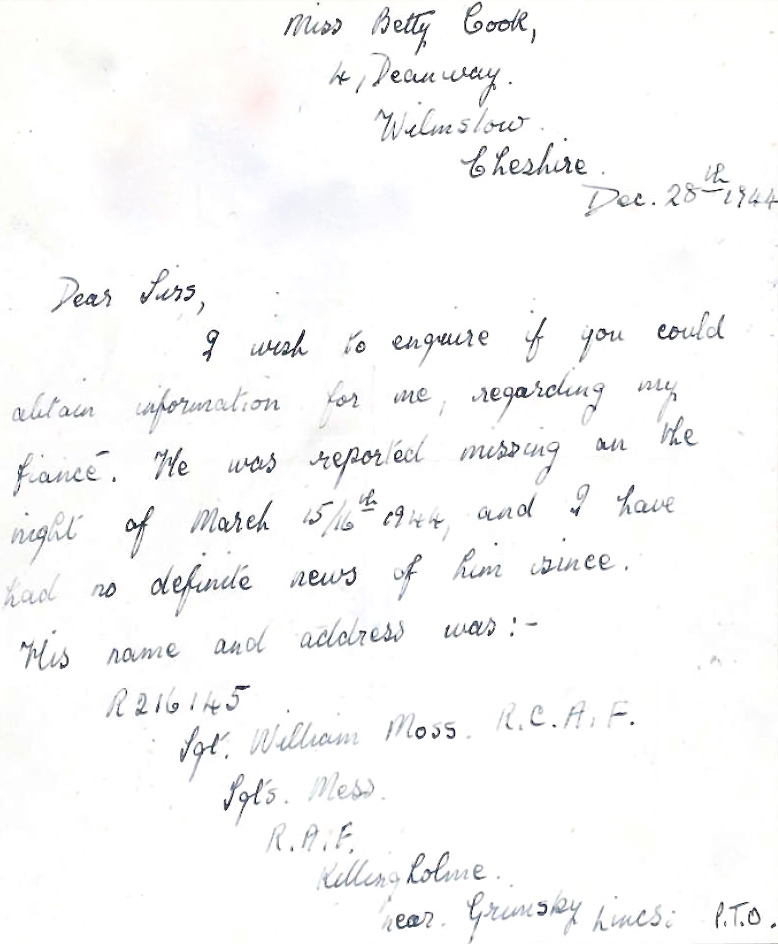 Miss Betty Cook,
4, Deanway.
Wilmslow.
Cheshire.
Dec. 28th 1944
Dear Sirs,
I wish to enquire if you could
obtain information for me, regarding my
fiancé. He was reported missing on the
night of March 15/16th 1944, and I have
had no definite news of him since.
His name and address was:-
R216145
Sgt. William Moss. R.C.A.F.
Sgts. Mess.
R.A.F.
Killingholme.
near. Grimsby Lincs: P.T.O.